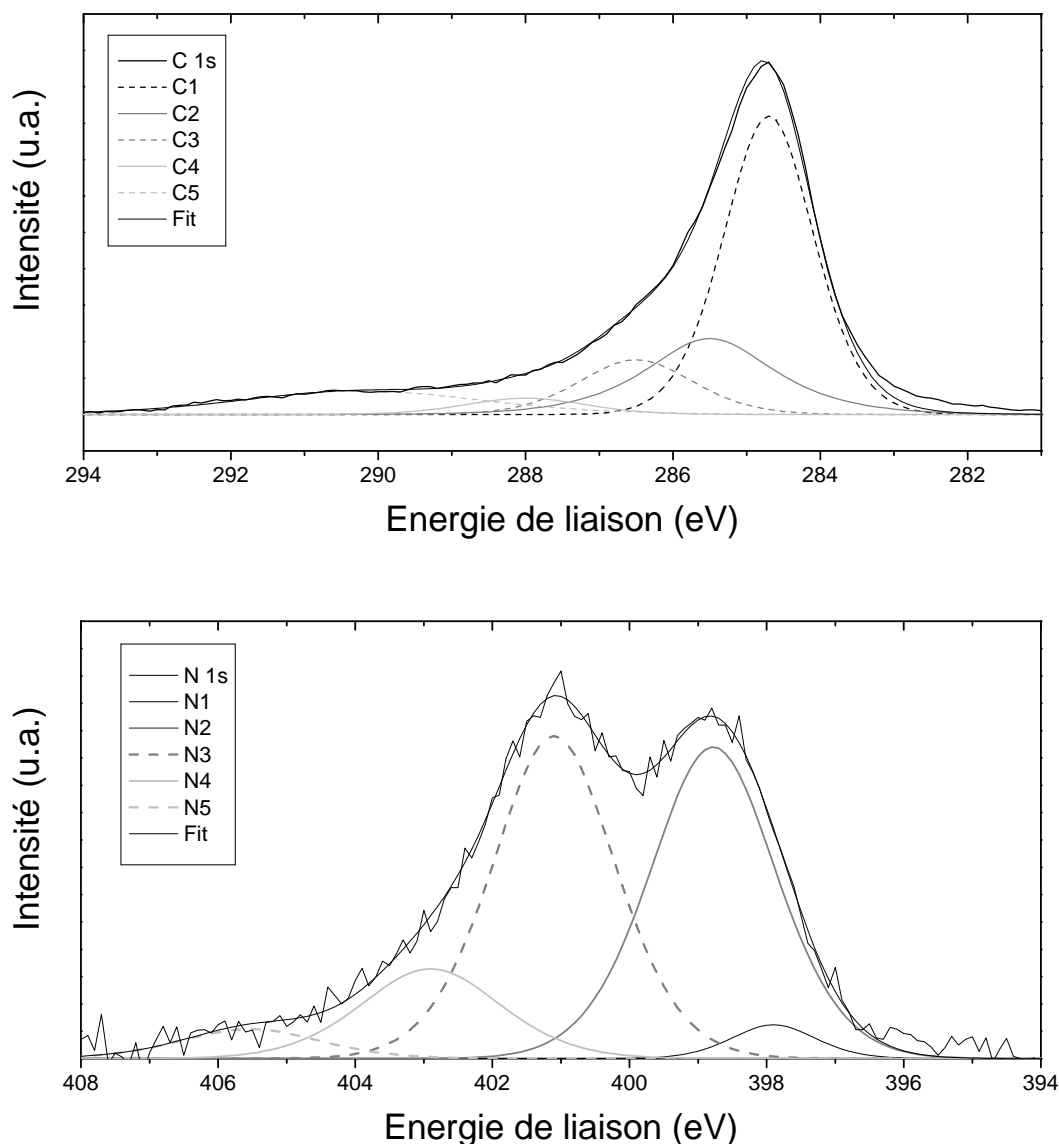 C 1s
C1
C2
C3
C4
C5
Fit
Intensité (u.a.)
294 292 290 288 286 284 282
Energie de liaison (eV)
N 1s
N1
N2
N3
N4
N5
Fit
Intensité (u.a.)
408 406 404 402 400 398 396 394
Energie de liaison (eV)